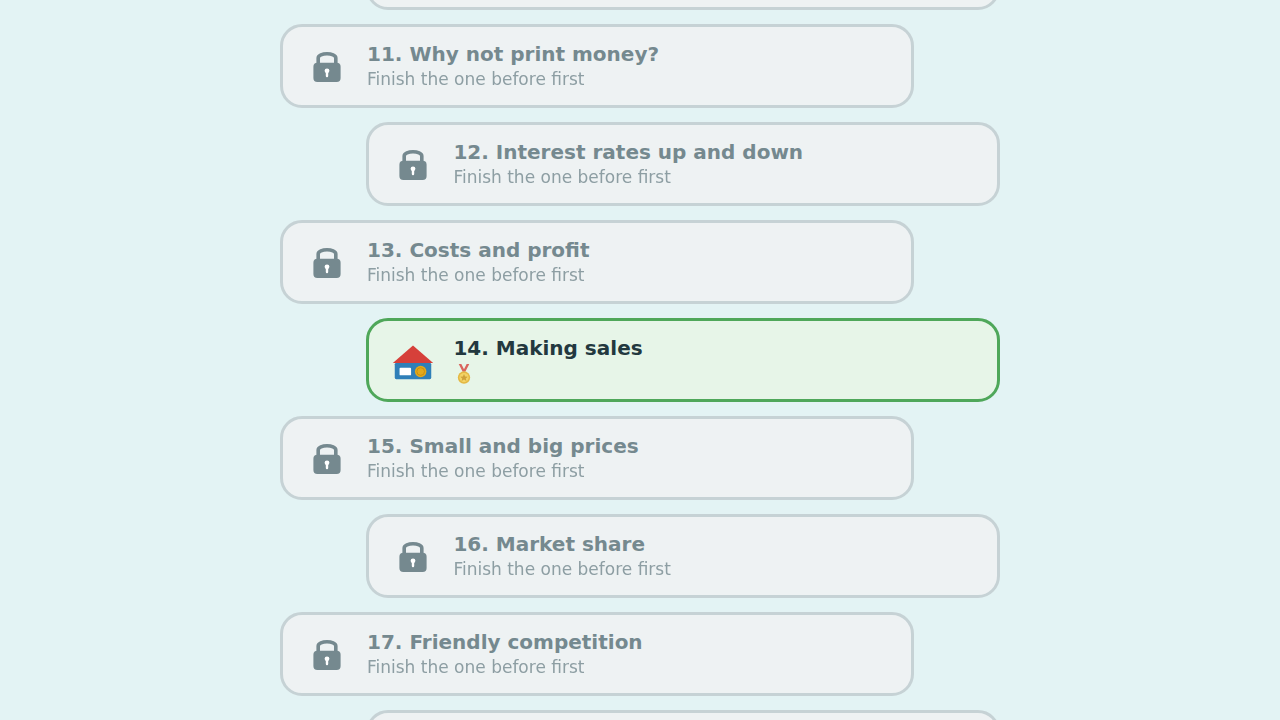 11. Why not print money?
Finish the one before first
12. Interest rates up and down
Finish the one before first
13. Costs and profit
Finish the one before first
14. Making sales
15. Small and big prices
Finish the one before first
16. Market share
Finish the one before first
17. Friendly competition
Finish the one before first